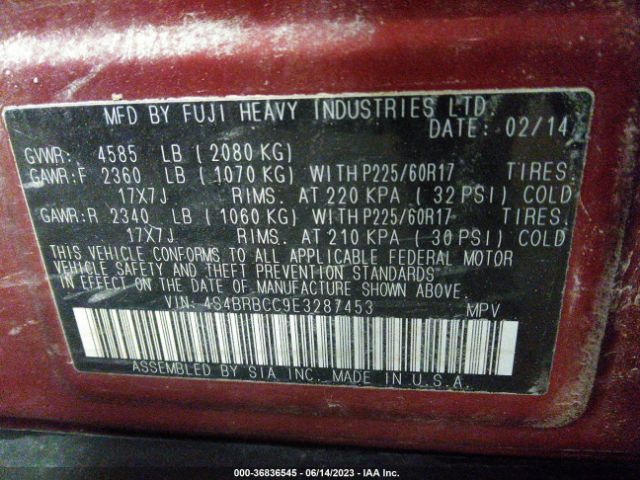 MFD BY FUJI HEAVY INDUSTRIES LTD.
DATE: 02/14
GVWR: 4585 LB ( 2080 KG)
GAWR:F 2360 LB ( 1070 KG) WITH P225/60R17 TIRES.
17X7J RIMS. AT 220 KPA ( 32 PSI) COLD
GAWR:R 2340 LB ( 1060 KG) WITH P225/60R17 TIRES.
17X7J RIMS. AT 210 KPA ( 30 PSI) COLD
THIS VEHICLE CONFORMS TO ALL APPLICABLE FEDERAL MOTOR
VEHICLE SAFETY AND THEFT PREVENTION STANDARDS
IN EFFECT ON THE DATE OF MANUFACTURE SHOWN ABOVE.
VIN: 4S4BRBCC9E3287453 MPV
ASSEMBLED BY SIA INC. MADE IN U.S.A.
000-36836545 - 06/14/2023 - IAA Inc.